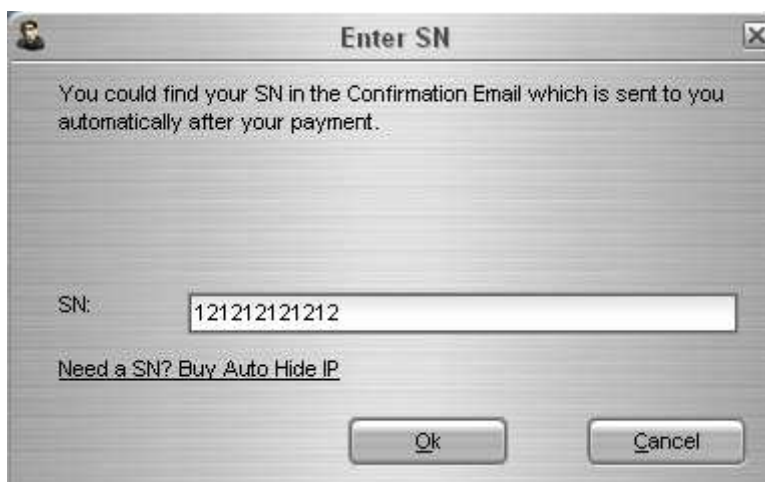 Enter SN
You could find your SN in the Confirmation Email which is sent to you
automatically after your payment.
SN:
121212121212
Need a SN? Buy Auto Hide IP
Ok
Cancel